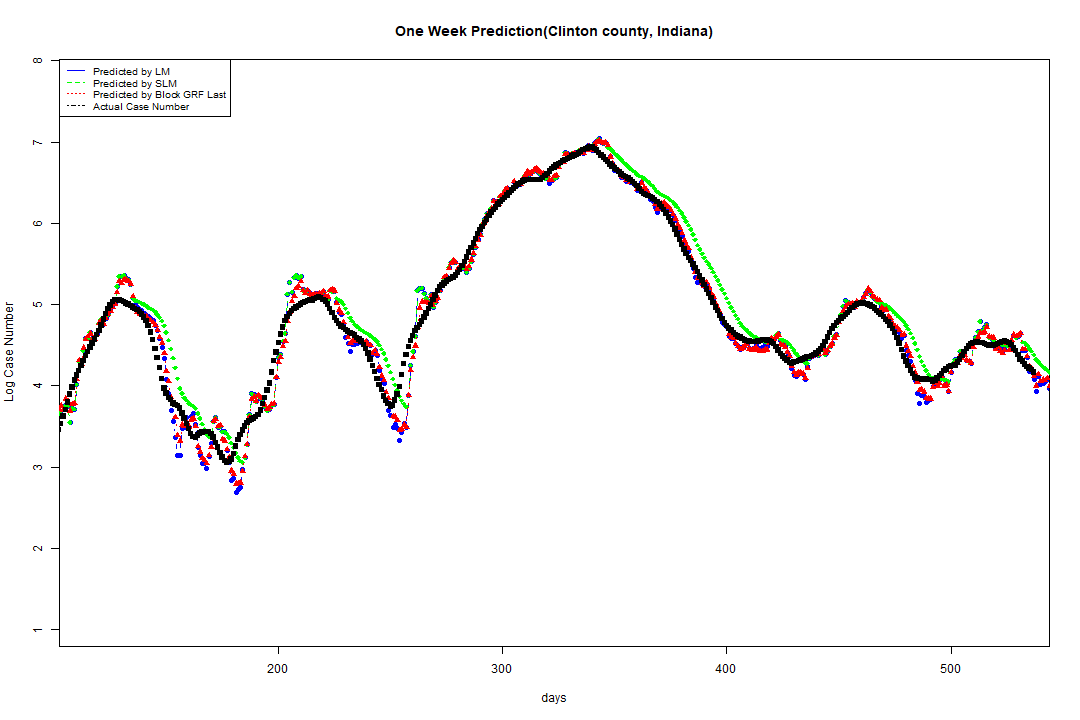 One Week Prediction(Clinton county, Indiana)
Predicted by LM
Predicted by SLM
Predicted by Block GRF Last
Actual Case Number
8
7
6
5
4
3
2
1
Log Case Number
200 300 400 500
days